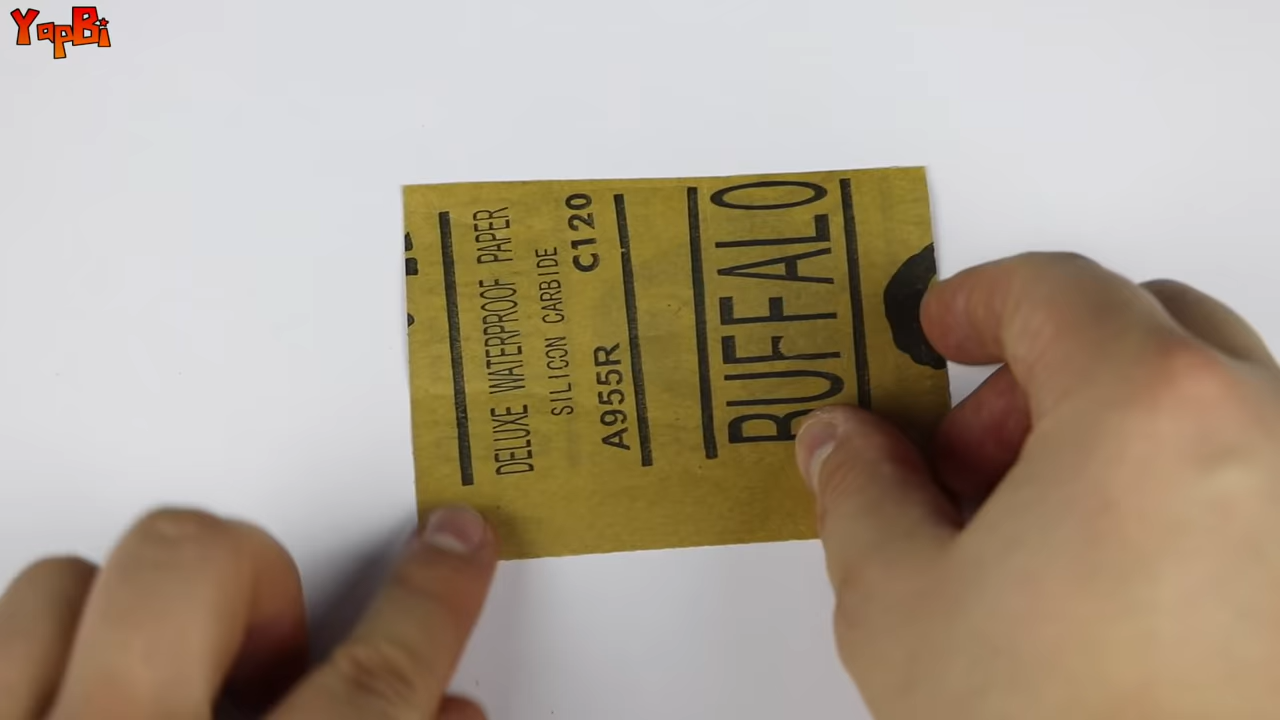 YapBi
DELUXE WATERPROOF PAPER
SILICON CARBIDE
A955R C120
BUFFALO